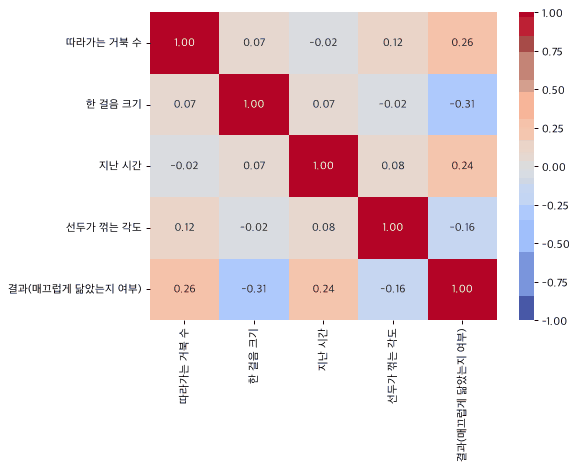 따라가는 거북 수 1.00 0.07 -0.02 0.12 0.26
한 걸음 크기 0.07 1.00 0.07 -0.02 -0.31
지난 시간 -0.02 0.07 1.00 0.08 0.24
선두가 꺾는 각도 0.12 -0.02 0.08 1.00 -0.16
결과(매끄럽게 닮았는지 여부) 0.26 -0.31 0.24 -0.16 1.00
따라가는 거북 수
한 걸음 크기
지난 시간
선두가 꺾는 각도
결과(매끄럽게 닮았는지 여부)
1.00
0.75
0.50
0.25
0.00
-0.25
-0.50
-0.75
-1.00